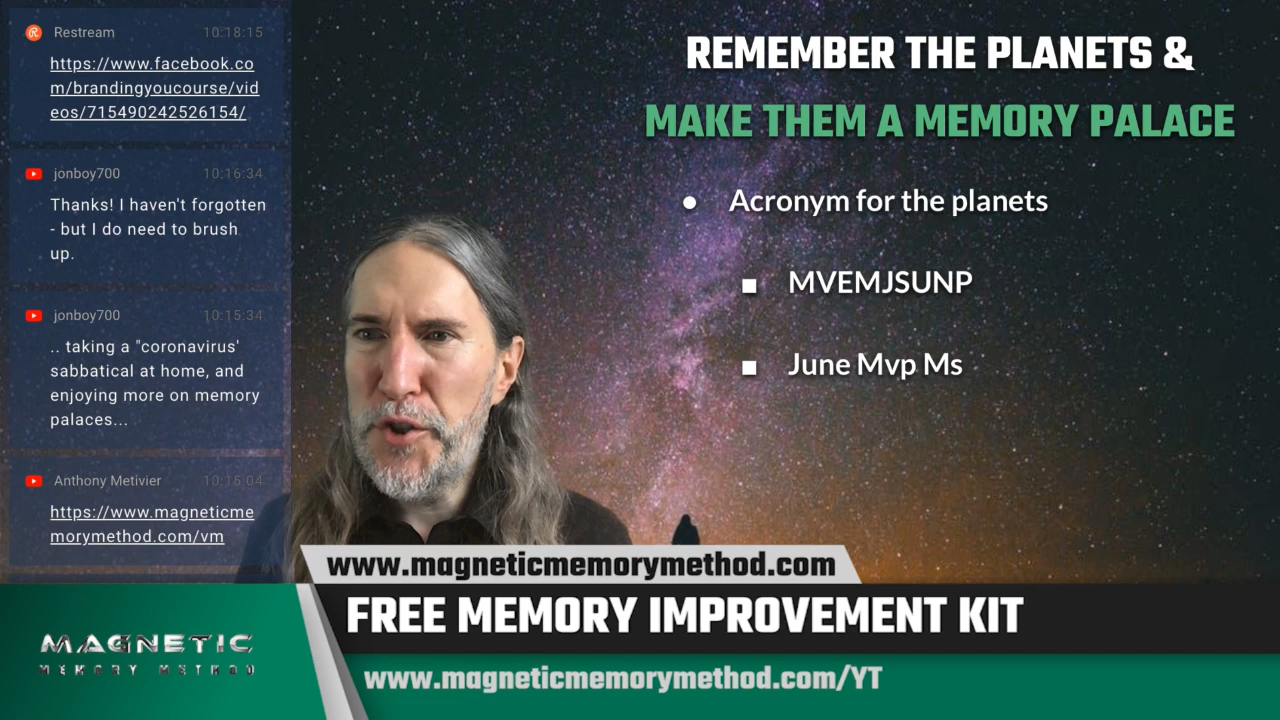 Restream 10:18:15
https://www.facebook.co
m/brandingyoucourse/vid
eos/715490242526154/
jonboy700 10:16:34
Thanks! I haven't forgotten
- but I do need to brush
up.
jonboy700 10:15:34
.. taking a "coronavirus'
sabbatical at home, and
enjoying more on memory
palaces...
Anthony Metivier 10:15:04
https://www.magneticme
morymethod.com/vm
REMEMBER THE PLANETS &
MAKE THEM A MEMORY PALACE
• Acronym for the planets
▪ MVEMJSUNP
▪ June Mvp Ms
www.magneticmemorymethod.com
FREE MEMORY IMPROVEMENT KIT
www.magneticmemorymethod.com/YT
MAGNETIC
MEMORY METHOD